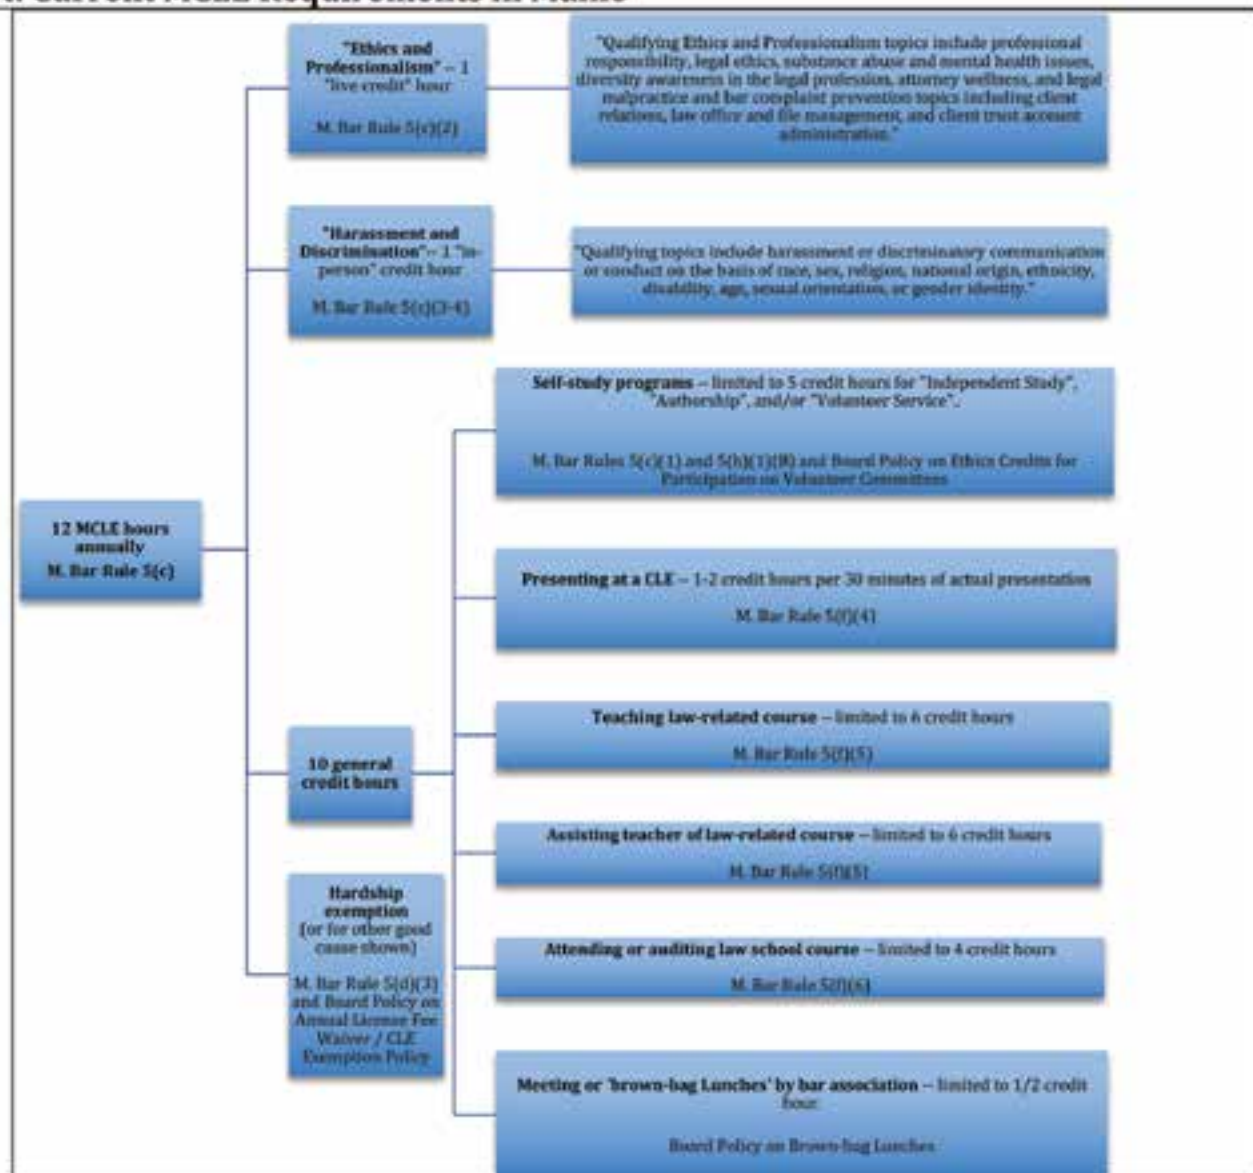 Current MCLE Requirements in Maine
"Ethics and
Professionalism" – 1
"live credit" hour
M. Bar Rule 5(c)(2)
"Qualifying Ethics and Professionalism topics include professional
responsibility, legal ethics, substance abuse and mental health issues,
diversity awareness in the legal profession, attorney wellness, and legal
malpractice and bar complaint prevention topics including client
relations, law office and file management, and client trust account
administration."
"Harassment and
Discrimination"– 1 "in-
person" credit hour
M. Bar Rule 5(c)(3-4)
"Qualifying topics include harassment or discriminatory communication
or conduct on the basis of race, sex, religion, national origin, ethnicity,
disability, age, sexual orientation, or gender identity."
12 MCLE hours
annually
M. Bar Rule 5(c)
10 general
credit hours
Self-study programs – limited to 5 credit hours for "Independent Study",
"Authorship", and/or "Volunteer Service".
M. Bar Rules 5(c)(1) and 5(h)(1)(B) and Board Policy on Ethics Credits for
Participation on Volunteer Committees
Presenting at a CLE – 1-2 credit hours per 30 minutes of actual presentation
M. Bar Rule 5(f)(4)
Teaching law-related course – limited to 6 credit hours
M. Bar Rule 5(f)(5)
Assisting teacher of law-related course – limited to 6 credit hours
M. Bar Rule 5(f)(5)
Attending or auditing law school course – limited to 4 credit hours
M. Bar Rule 5(f)(6)
Meeting or 'brown-bag Lunches' by bar association – limited to 1/2 credit
hour.
Board Policy on Brown-bag Lunches
Hardship
exemption
(or for other good
cause shown)
M. Bar Rule 5(d)(3)
and Board Policy on
Annual License Fee
Waiver / CLE
Exemption Policy